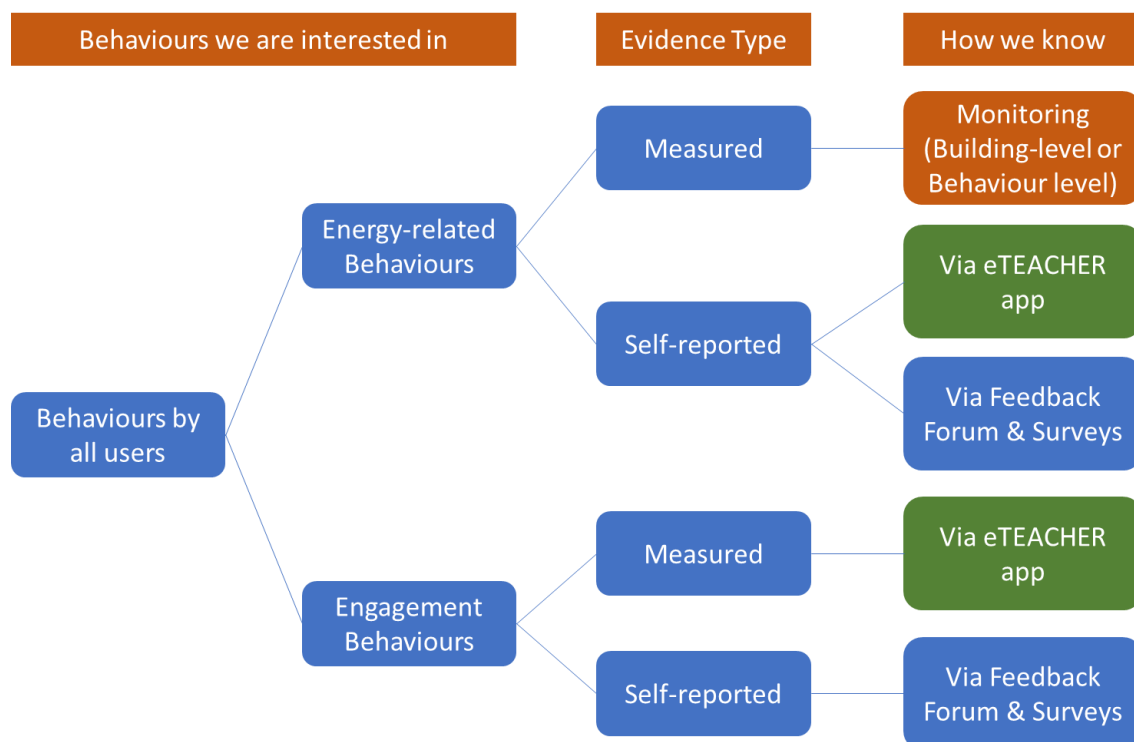 Behaviours we are interested in
Evidence Type
How we know
Measured
Monitoring
(Building-level or
Behaviour level)
Energy-related
Behaviours
Via eTEACHER
app
Self-reported
Via Feedback
Forum & Surveys
Behaviours by
all users
Measured
Via eTEACHER
app
Engagement
Behaviours
Self-reported
Via Feedback
Forum & Surveys